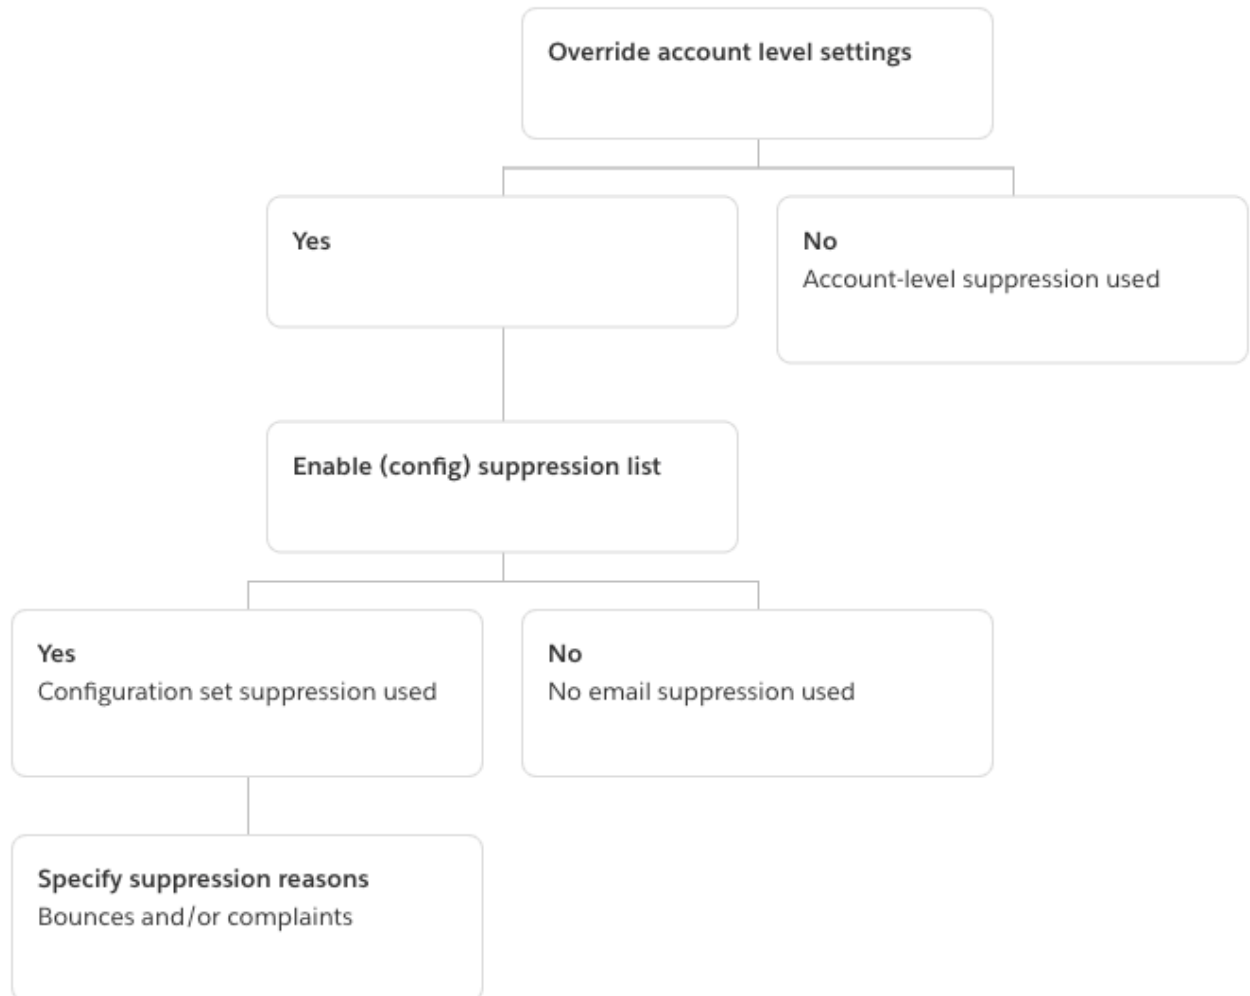 Override account level settings
Yes
No
Account-level suppression used
Enable (config) suppression list
Yes
Configuration set suppression used
No
No email suppression used
Specify suppression reasons
Bounces and/or complaints